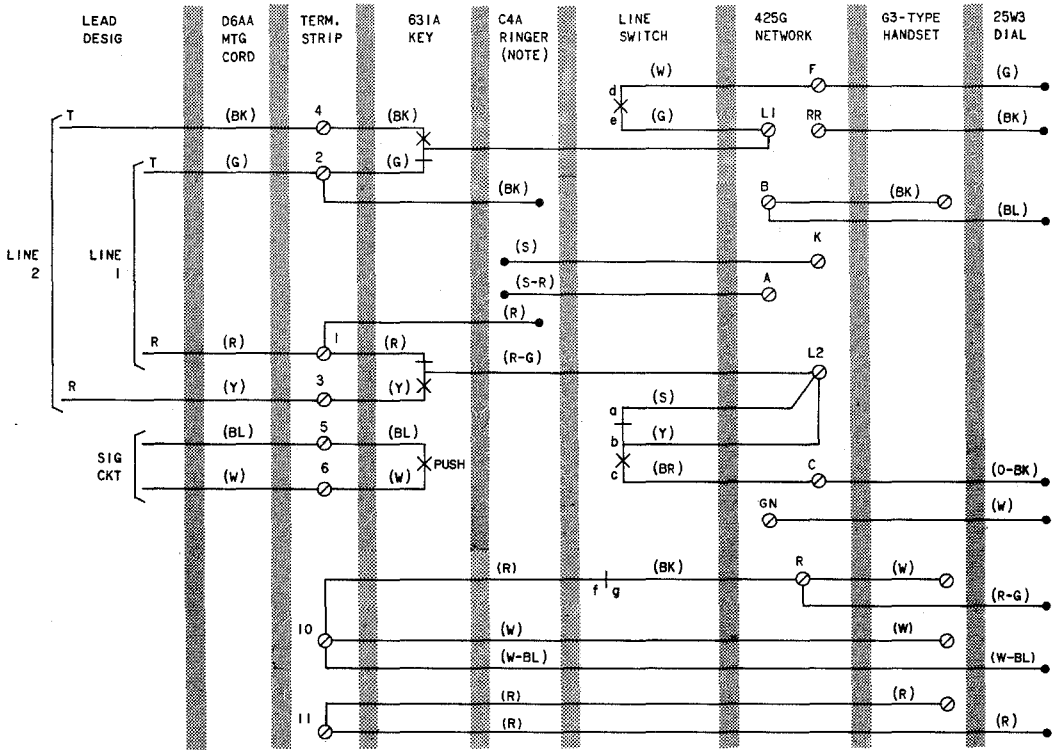 LEAD DESIG
D6AA MTG CORD
TERM. STRIP
631A KEY
C4A RINGER (NOTE)
LINE SWITCH
425G NETWORK
G3-TYPE HANDSET
25W3 DIAL
(W) F (G)
d
T (BK) 4 (BK) e (G) L1 RR (BK)
T (G) 2 (G)
(BK) B (BK)
(BL)
LINE 2
LINE 1
(S) K
(S-R) A
(R)
R (R) 1 (R)
(R-G) L2
R (Y) 3 (Y)
a (S)
SIG CKT
(BL) 5 (BL) b (Y)
PUSH
(W) 6 (W) c (BR) C (O-BK)
GN (W)
(R) f g (BK) R (W)
(R-G)
10 (W) (W)
(W-BL) (W-BL)
(R) (R)
11 (R) (R)